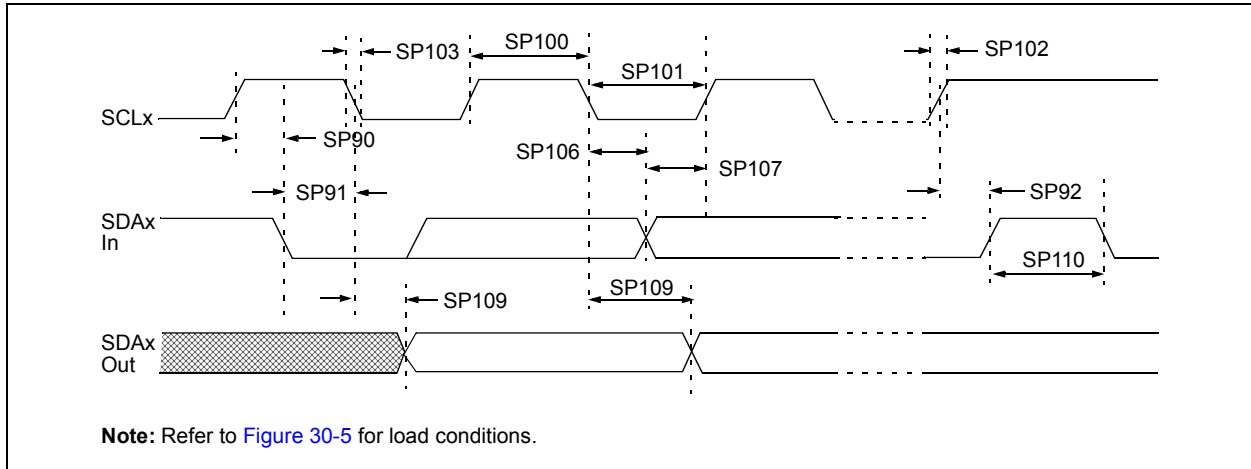 SP103
SP100
SP102
SP101
SCLx
SP90
SP106
SP107
SP91
SP92
SDAx
In
SP110
SP109
SP109
SDAx
Out
Note: Refer to Figure 30-5 for load conditions.